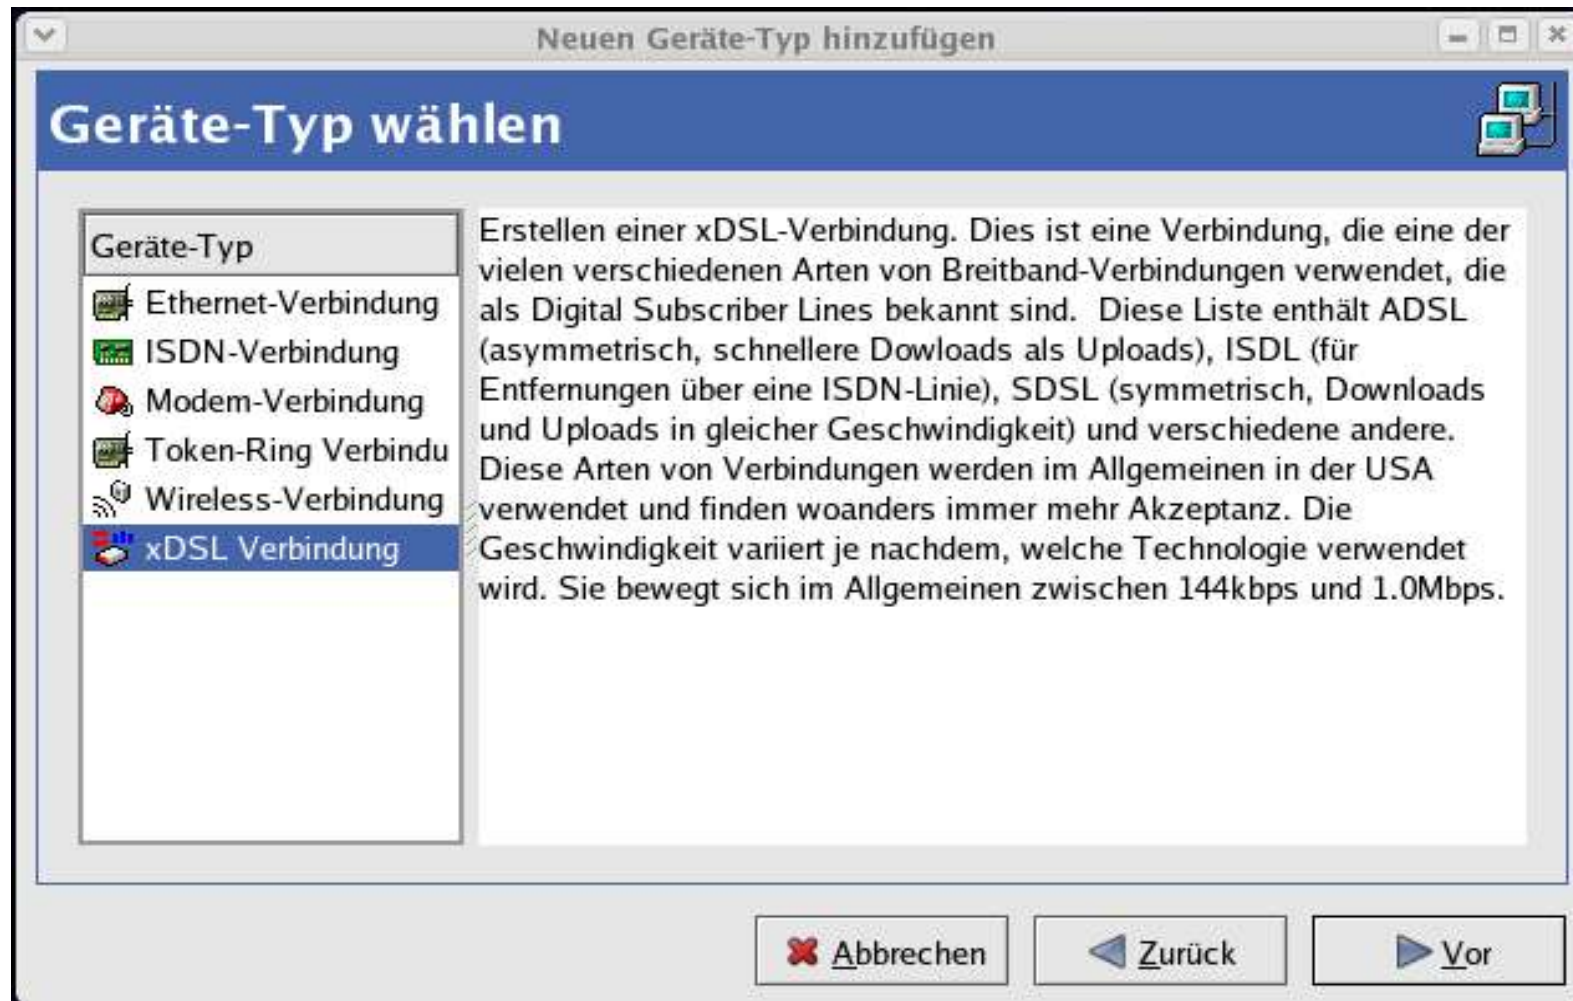 Neuen Geräte-Typ hinzufügen
Geräte-Typ wählen
Geräte-Typ
Ethernet-Verbindung
ISDN-Verbindung
Modem-Verbindung
Token-Ring Verbindu
Wireless-Verbindung
xDSL Verbindung
Erstellen einer xDSL-Verbindung. Dies ist eine Verbindung, die eine der
vielen verschiedenen Arten von Breitband-Verbindungen verwendet, die
als Digital Subscriber Lines bekannt sind.  Diese Liste enthält ADSL
(asymmetrisch, schnellere Dowloads als Uploads), ISDL (für
Entfernungen über eine ISDN-Linie), SDSL (symmetrisch, Downloads
und Uploads in gleicher Geschwindigkeit) und verschiedene andere.
Diese Arten von Verbindungen werden im Allgemeinen in der USA
verwendet und finden woanders immer mehr Akzeptanz. Die
Geschwindigkeit variiert je nachdem, welche Technologie verwendet
wird. Sie bewegt sich im Allgemeinen zwischen 144kbps und 1.0Mbps.
Abbrechen
Zurück
Vor